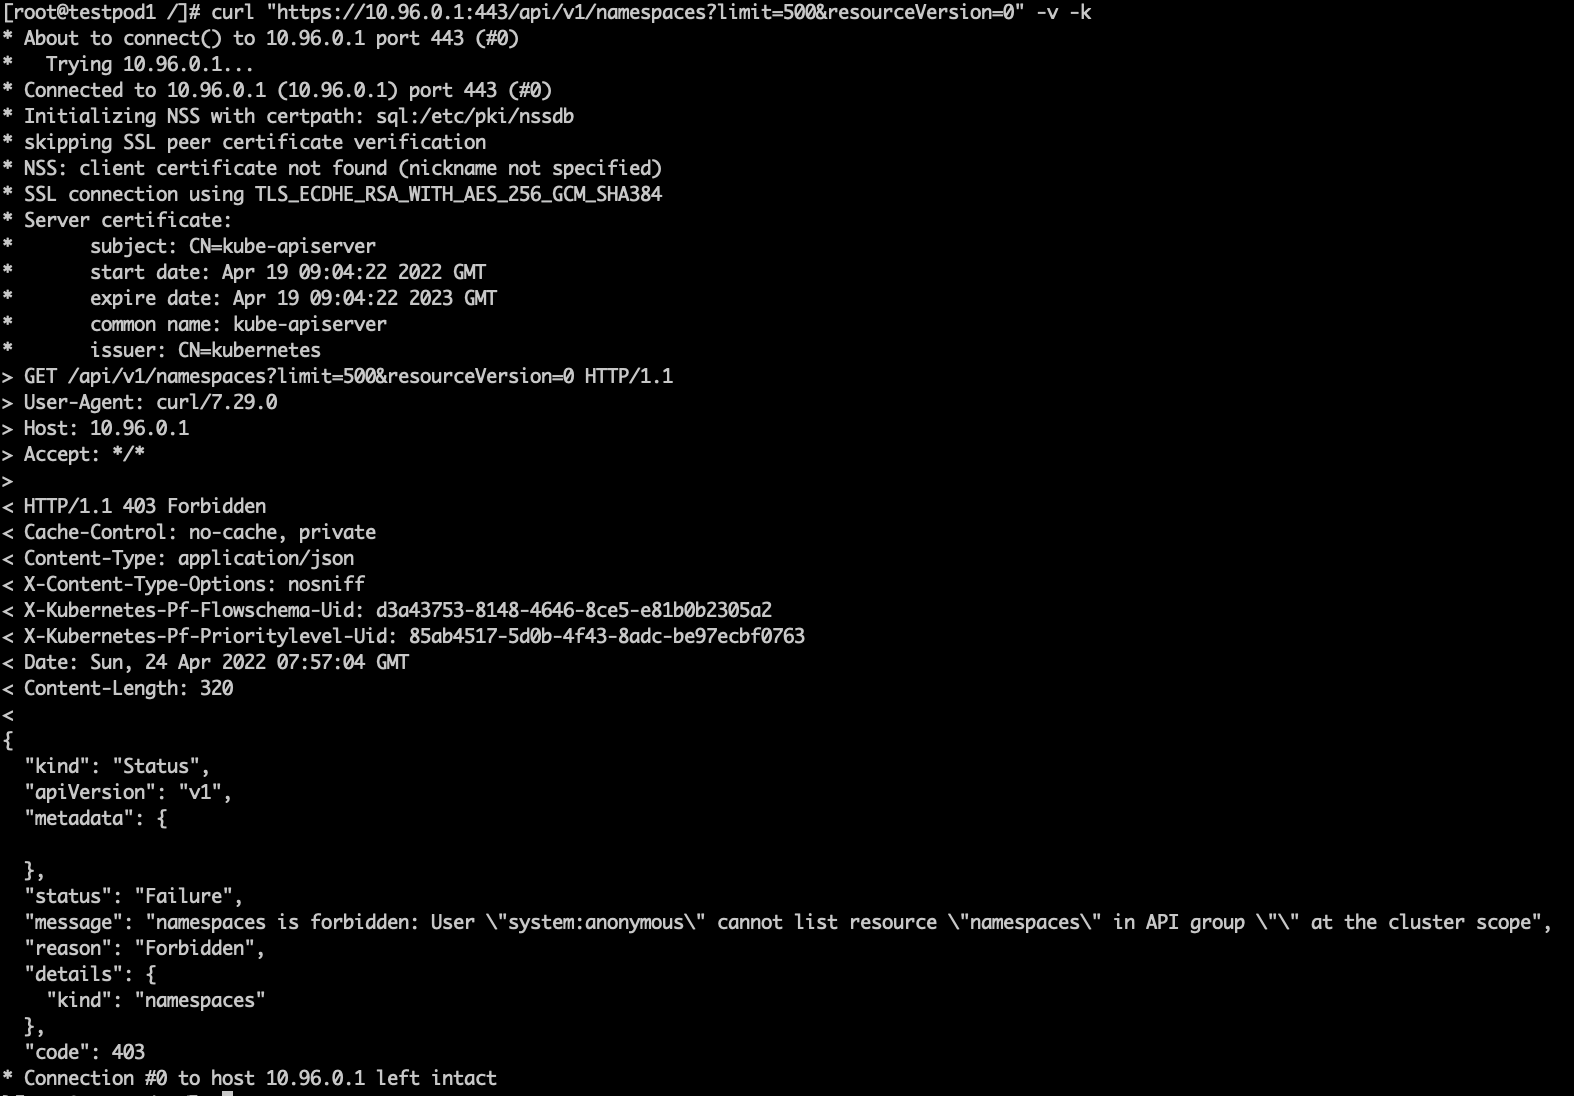 [root@testpod1 /]# curl "https://10.96.0.1:443/api/v1/namespaces?limit=500&resourceVersion=0" -v -k
* About to connect() to 10.96.0.1 port 443 (#0)
*   Trying 10.96.0.1...
* Connected to 10.96.0.1 (10.96.0.1) port 443 (#0)
* Initializing NSS with certpath: sql:/etc/pki/nssdb
* skipping SSL peer certificate verification
* NSS: client certificate not found (nickname not specified)
* SSL connection using TLS_ECDHE_RSA_WITH_AES_256_GCM_SHA384
* Server certificate:
*       subject: CN=kube-apiserver
*       start date: Apr 19 09:04:22 2022 GMT
*       expire date: Apr 19 09:04:22 2023 GMT
*       common name: kube-apiserver
*       issuer: CN=kubernetes
> GET /api/v1/namespaces?limit=500&resourceVersion=0 HTTP/1.1
> User-Agent: curl/7.29.0
> Host: 10.96.0.1
> Accept: */*
>
< HTTP/1.1 403 Forbidden
< Cache-Control: no-cache, private
< Content-Type: application/json
< X-Content-Type-Options: nosniff
< X-Kubernetes-Pf-Flowschema-Uid: d3a43753-8148-4646-8ce5-e81b0b2305a2
< X-Kubernetes-Pf-Prioritylevel-Uid: 85ab4517-5d0b-4f43-8adc-be97ecbf0763
< Date: Sun, 24 Apr 2022 07:57:04 GMT
< Content-Length: 320
<
{
  "kind": "Status",
  "apiVersion": "v1",
  "metadata": {
  },
  "status": "Failure",
  "message": "namespaces is forbidden: User \"system:anonymous\" cannot list resource \"namespaces\" in API group \"\" at the cluster scope",
  "reason": "Forbidden",
  "details": {
    "kind": "namespaces"
  },
  "code": 403
* Connection #0 to host 10.96.0.1 left intact